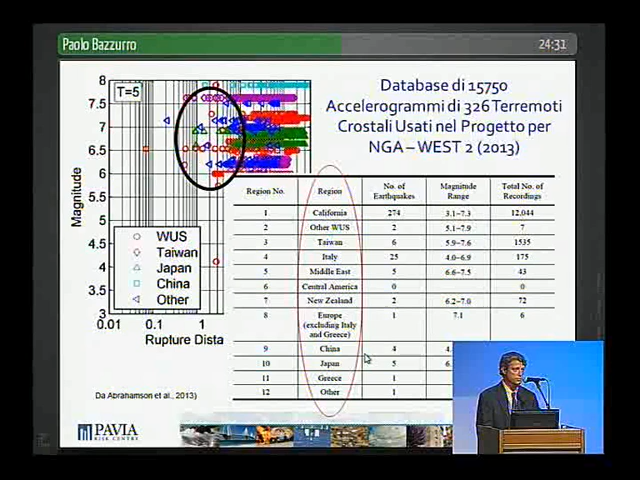 Paolo Bazzurro
24:31
Database di 15750
Accelerogrammi di 326 Terremoti
Crostali Usati nel Progetto per
NGA – WEST 2 (2013)
T=5
8
7.5
7
6.5
6
5.5
5
4.5
4
3.5
3
Magnitude
WUS
Taiwan
Japan
China
Other
0.01 0.1 1
Rupture Dista
Region No. Region No. of Earthquakes Magnitude Range Total No. of Recordings
1 California 274 3.1–7.3 12,044
2 Other WUS 2 5.1–7.9 7
3 Taiwan 6 5.9–7.6 1535
4 Italy 25 4.0–6.9 175
5 Middle East 5 6.6–7.5 43
6 Central America 0 0
7 New Zealand 2 6.2–7.0 72
8 Europe (excluding Italy and Greece) 1 7.1 6
9 China 4 4.
10 Japan 5 6.
11 Greece 1
12 Other 1
Da Abrahamson et al., 2013)
PAVIA
RISK CENTRE